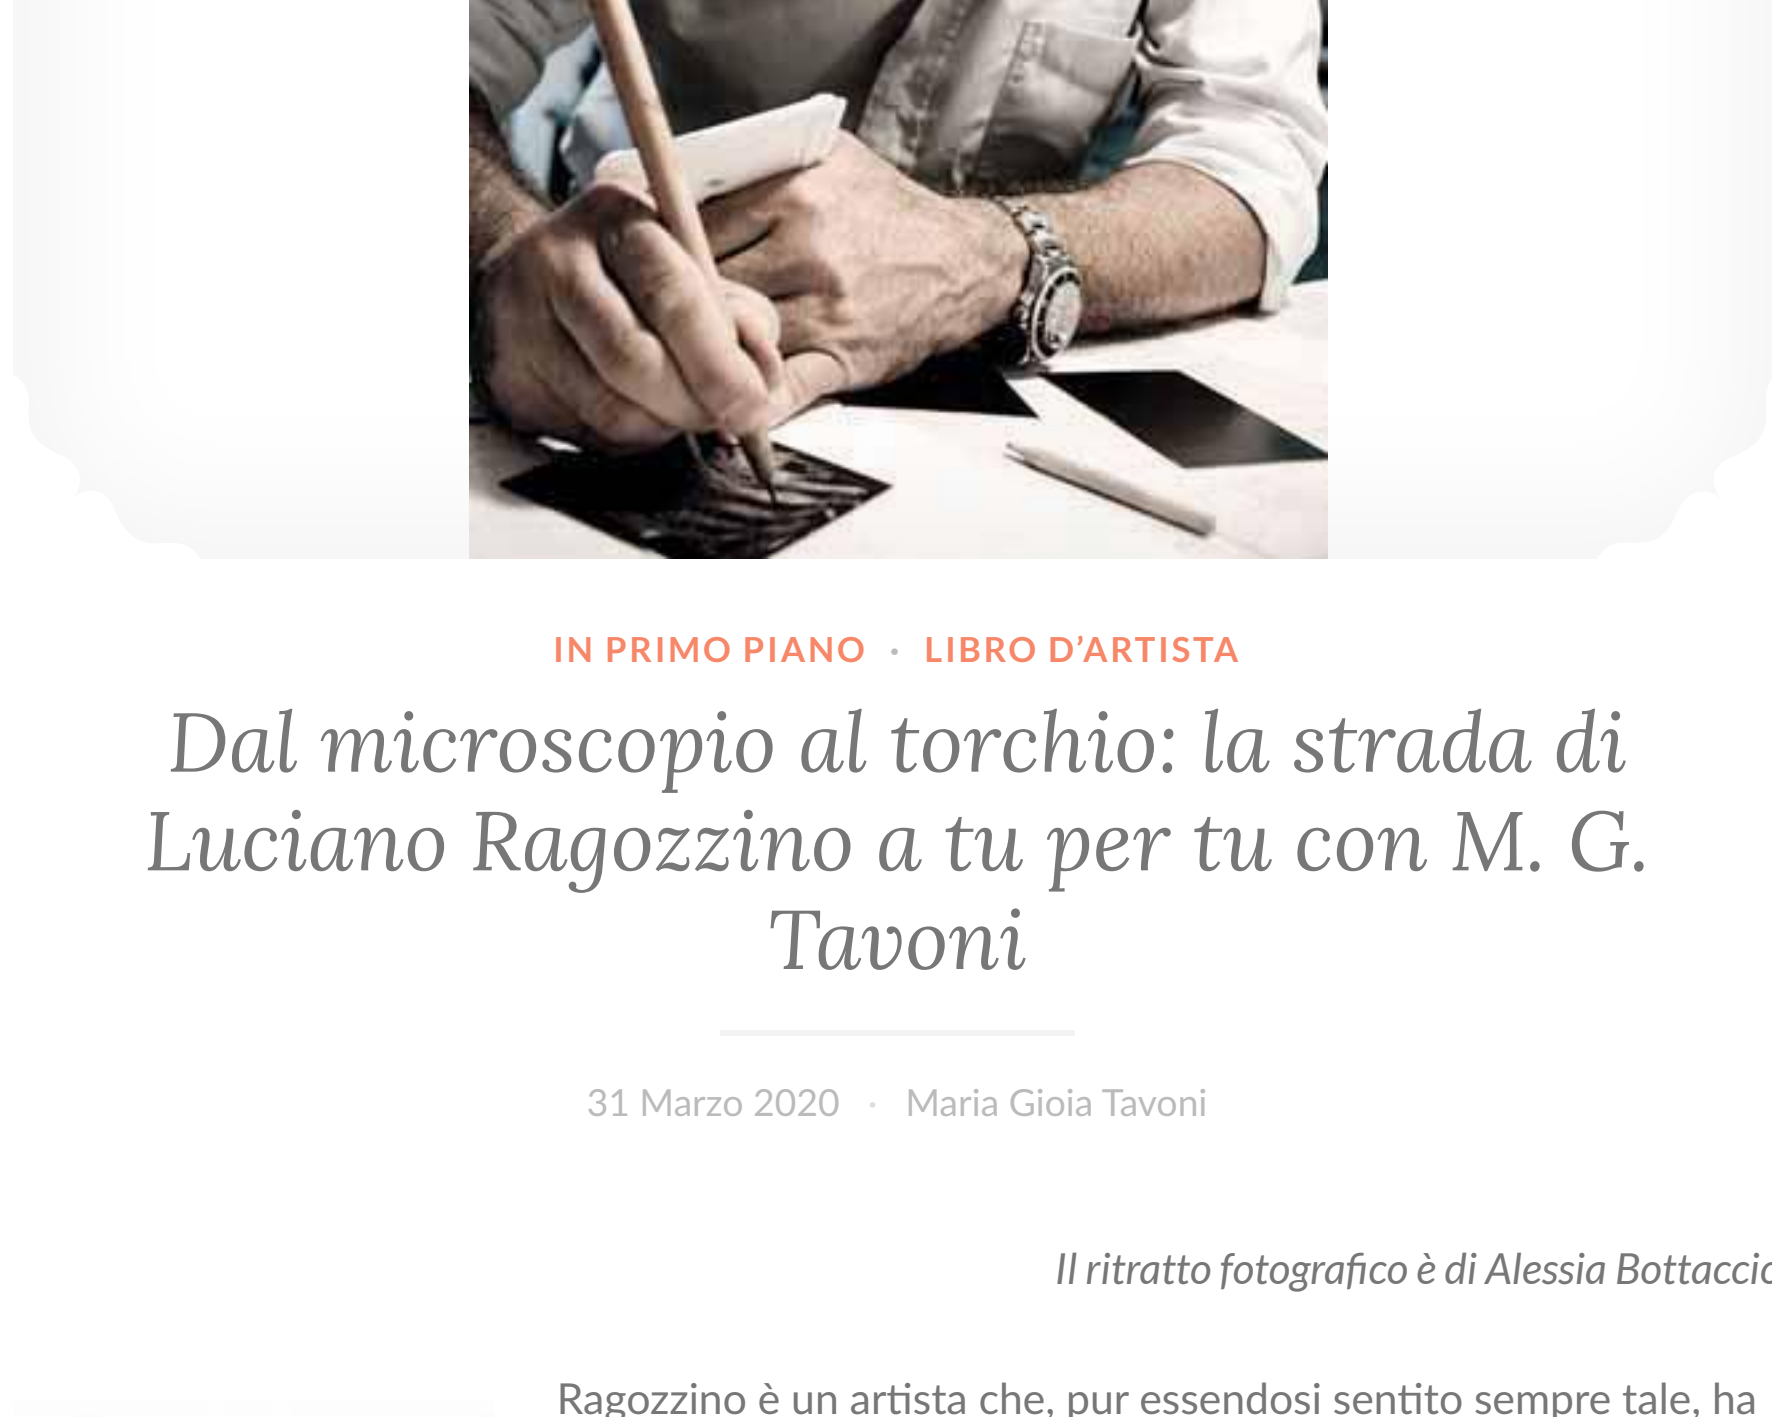 IN PRIMO PIANO · LIBRO D’ARTISTA
Dal microscopio al torchio: la strada di
Luciano Ragozzino a tu per tu con M. G.
Tavoni
31 Marzo 2020 · Maria Gioia Tavoni
Il ritratto fotografico è di Alessia Bottaccio
Ragozzino è un artista che, pur essendosi sentito sempre tale, ha